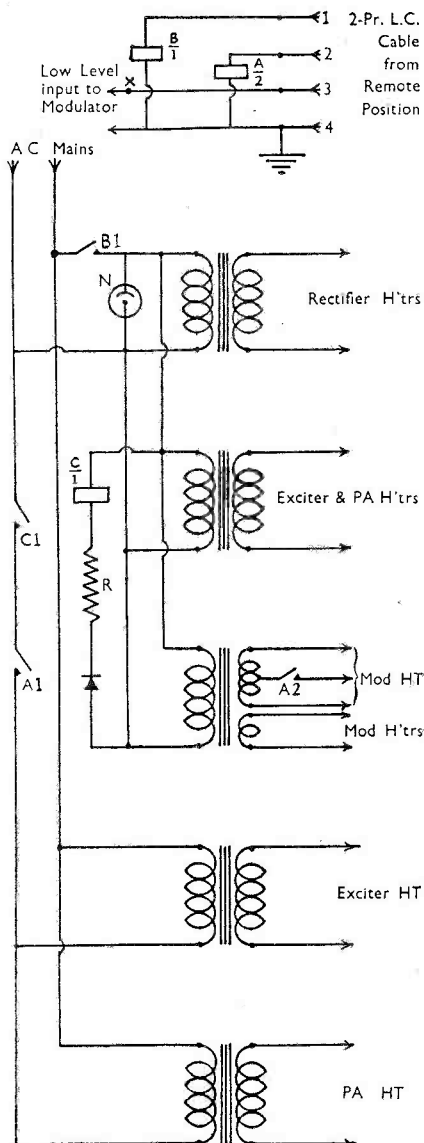 1
2-Pr. L.C.
Cable
from
Remote
Position
B
1
2
A
2
Low Level
input to
Modulator
X
3
4
AC Mains
B1
N
Rectifier H'trs
C
1
Exciter & PA H'trs
C1
R
A1
A2
Mod HT
Mod H'trs
Exciter HT
PA HT